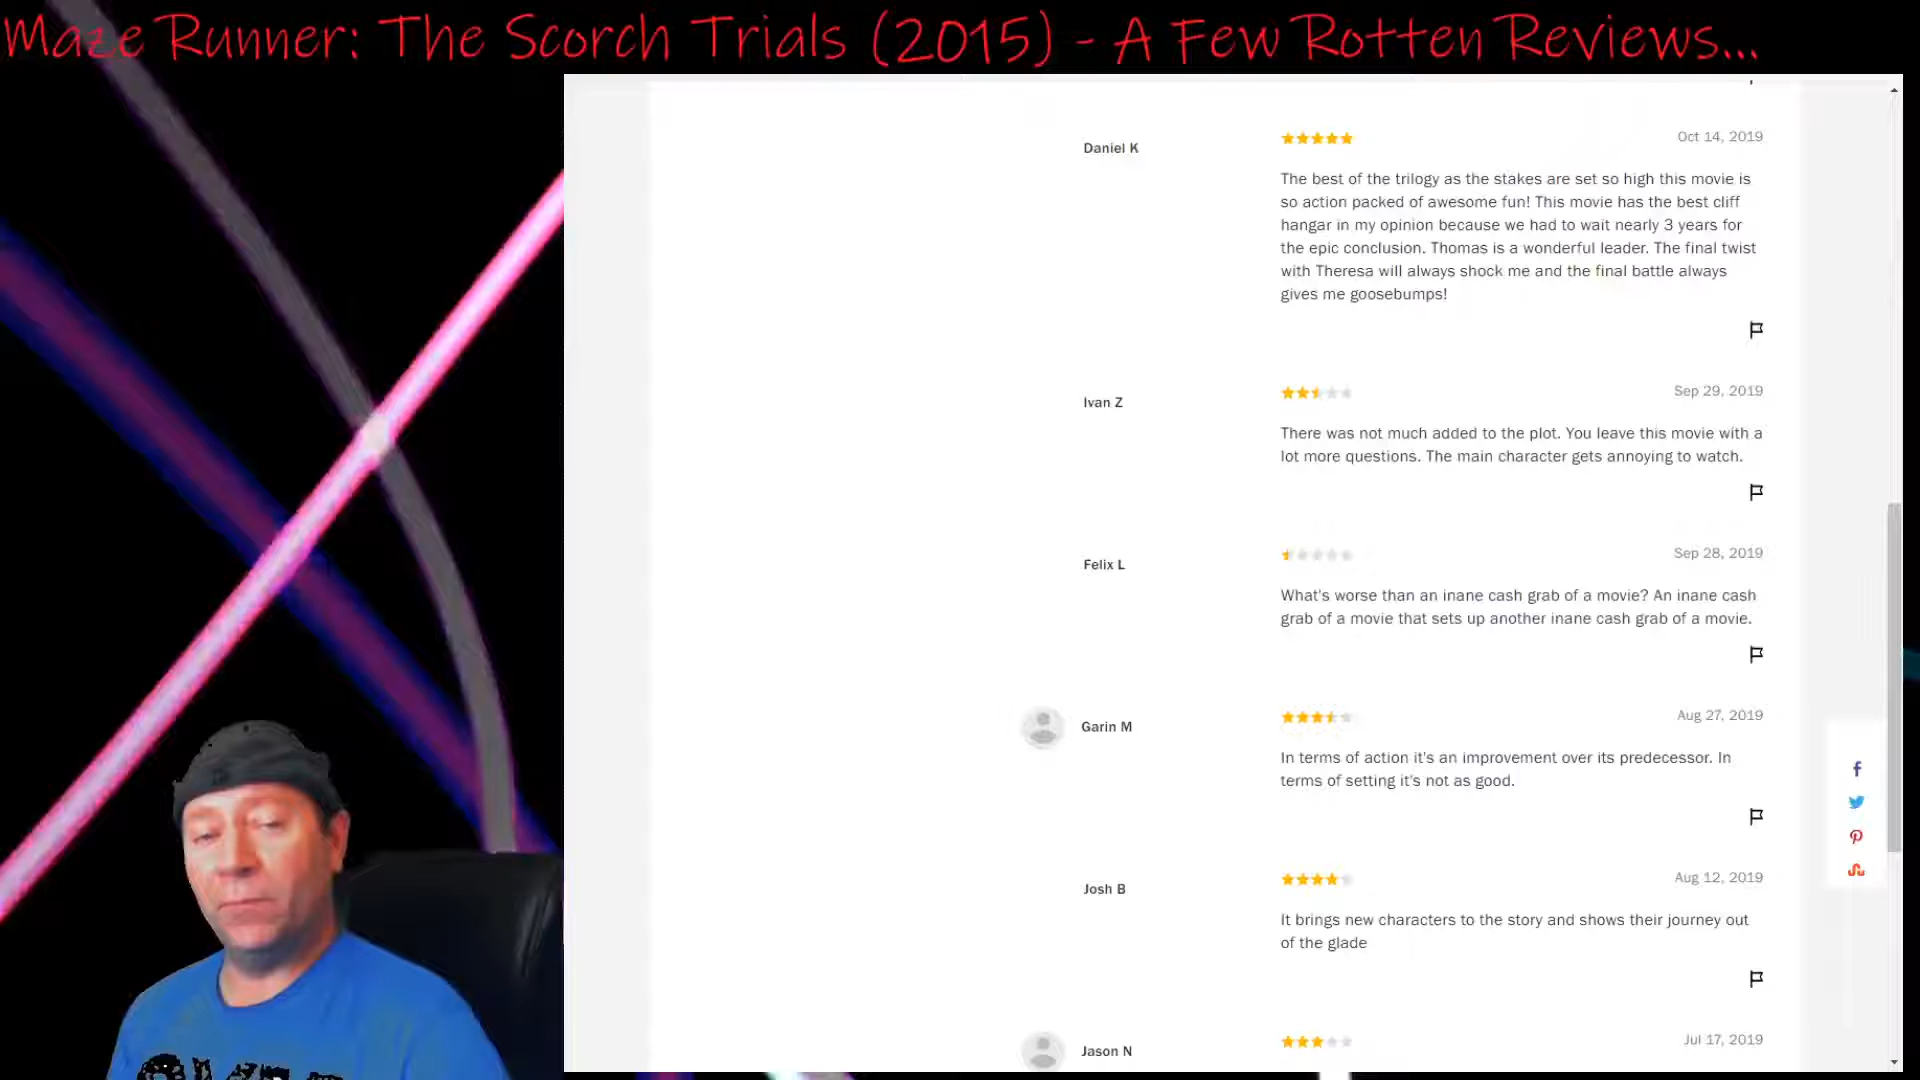 Maze Runner: The Scorch Trials (2015) - A Few Rotten Reviews...
Daniel K
Oct 14, 2019
The best of the trilogy as the stakes are set so high this movie is
so action packed of awesome fun! This movie has the best cliff
hangar in my opinion because we had to wait nearly 3 years for
the epic conclusion. Thomas is a wonderful leader. The final twist
with Theresa will always shock me and the final battle always
gives me goosebumps!
Ivan Z
Sep 29, 2019
There was not much added to the plot. You leave this movie with a
lot more questions. The main character gets annoying to watch.
Felix L
Sep 28, 2019
What's worse than an inane cash grab of a movie? An inane cash
grab of a movie that sets up another inane cash grab of a movie.
Garin M
Aug 27, 2019
In terms of action it's an improvement over its predecessor. In
terms of setting it's not as good.
Josh B
Aug 12, 2019
It brings new characters to the story and shows their journey out
of the glade
Jason N
Jul 17, 2019